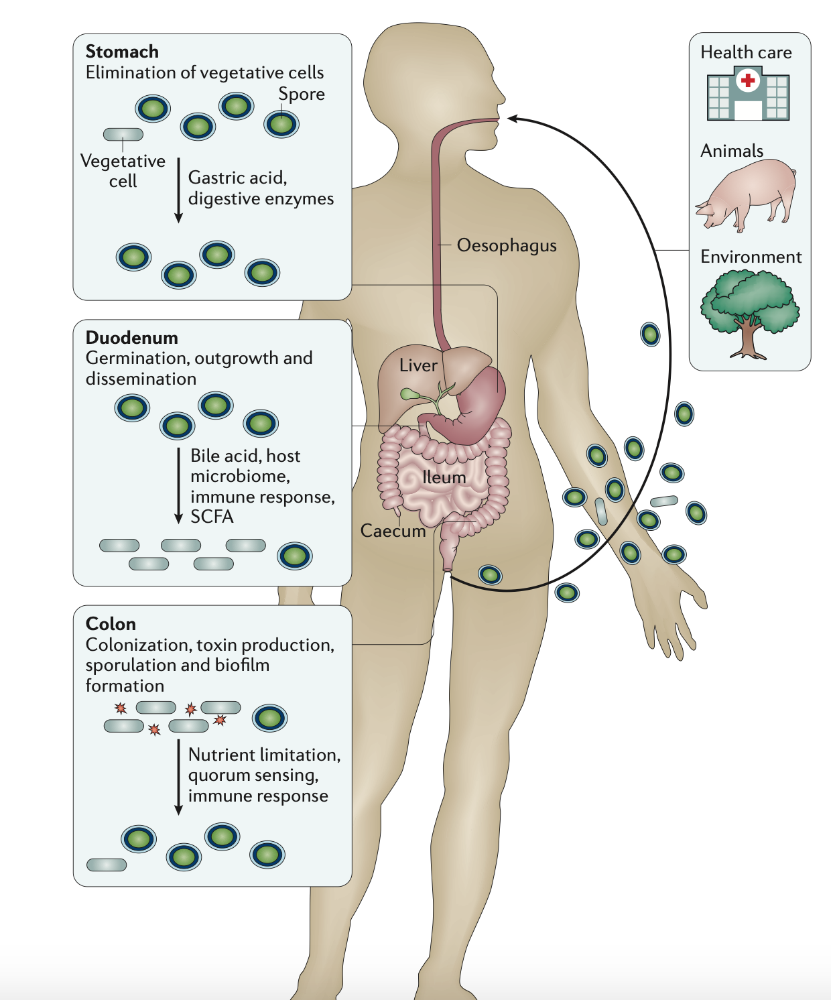 Stomach
Elimination of vegetative cells
Spore
Vegetative
cell
Gastric acid,
digestive enzymes
Duodenum
Germination, outgrowth and
dissemination
Bile acid, host
microbiome,
immune response,
SCFA
Colon
Colonization, toxin production,
sporulation and biofilm
formation
Nutrient limitation,
quorum sensing,
immune response
Oesophagus
Liver
Ileum
Caecum
Health care
Animals
Environment